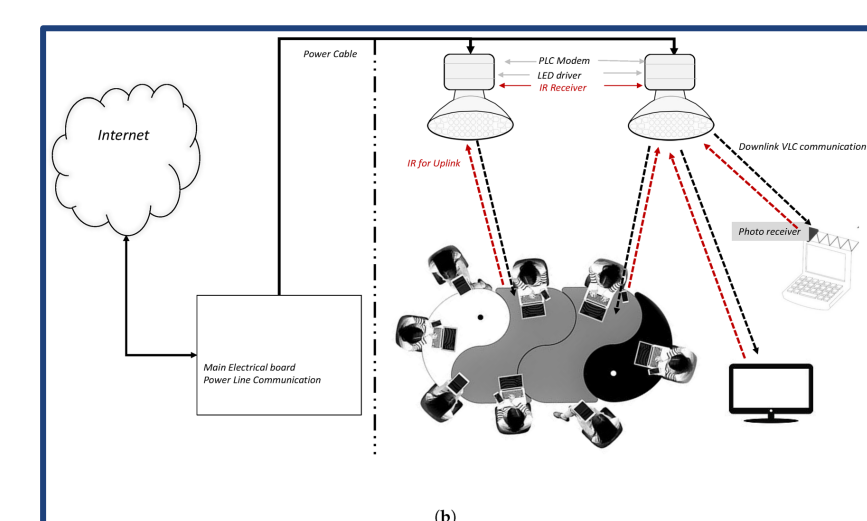 Power Cable
PLC Modem
LED driver
IR Receiver
Internet
Downlink VLC communication
IR for Uplink
Photo receiver
Main Electrical board
Power Line Communication
(b)